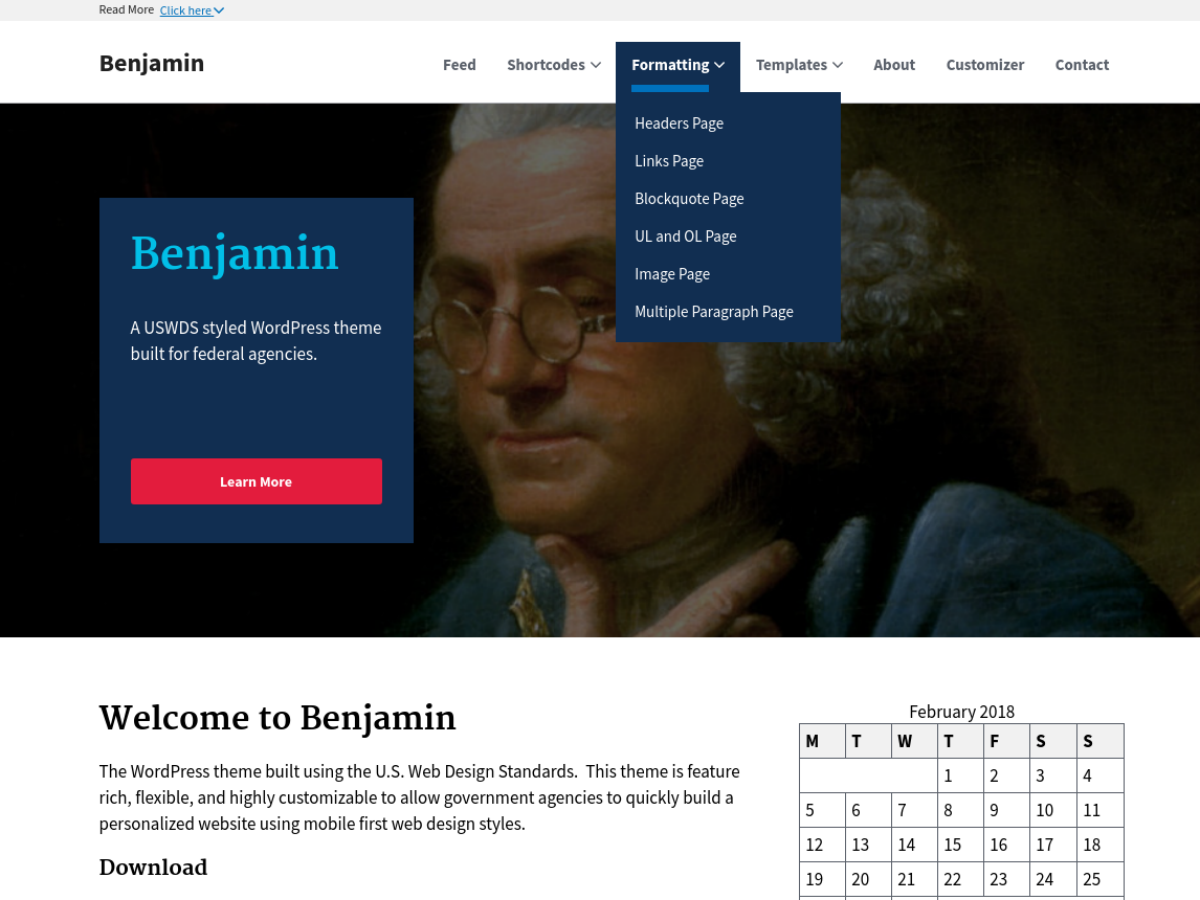 Read More Click here
Benjamin
Feed Shortcodes Formatting Templates About Customizer Contact
Headers Page
Links Page
Blockquote Page
UL and OL Page
Image Page
Multiple Paragraph Page
Benjamin
A USWDS styled WordPress theme
built for federal agencies.
Learn More
Welcome to Benjamin
The WordPress theme built using the U.S. Web Design Standards.  This theme is feature
rich, flexible, and highly customizable to allow government agencies to quickly build a
personalized website using mobile first web design styles.
Download
February 2018
M T W T F S S
1 2 3 4
5 6 7 8 9 10 11
12 13 14 15 16 17 18
19 20 21 22 23 24 25